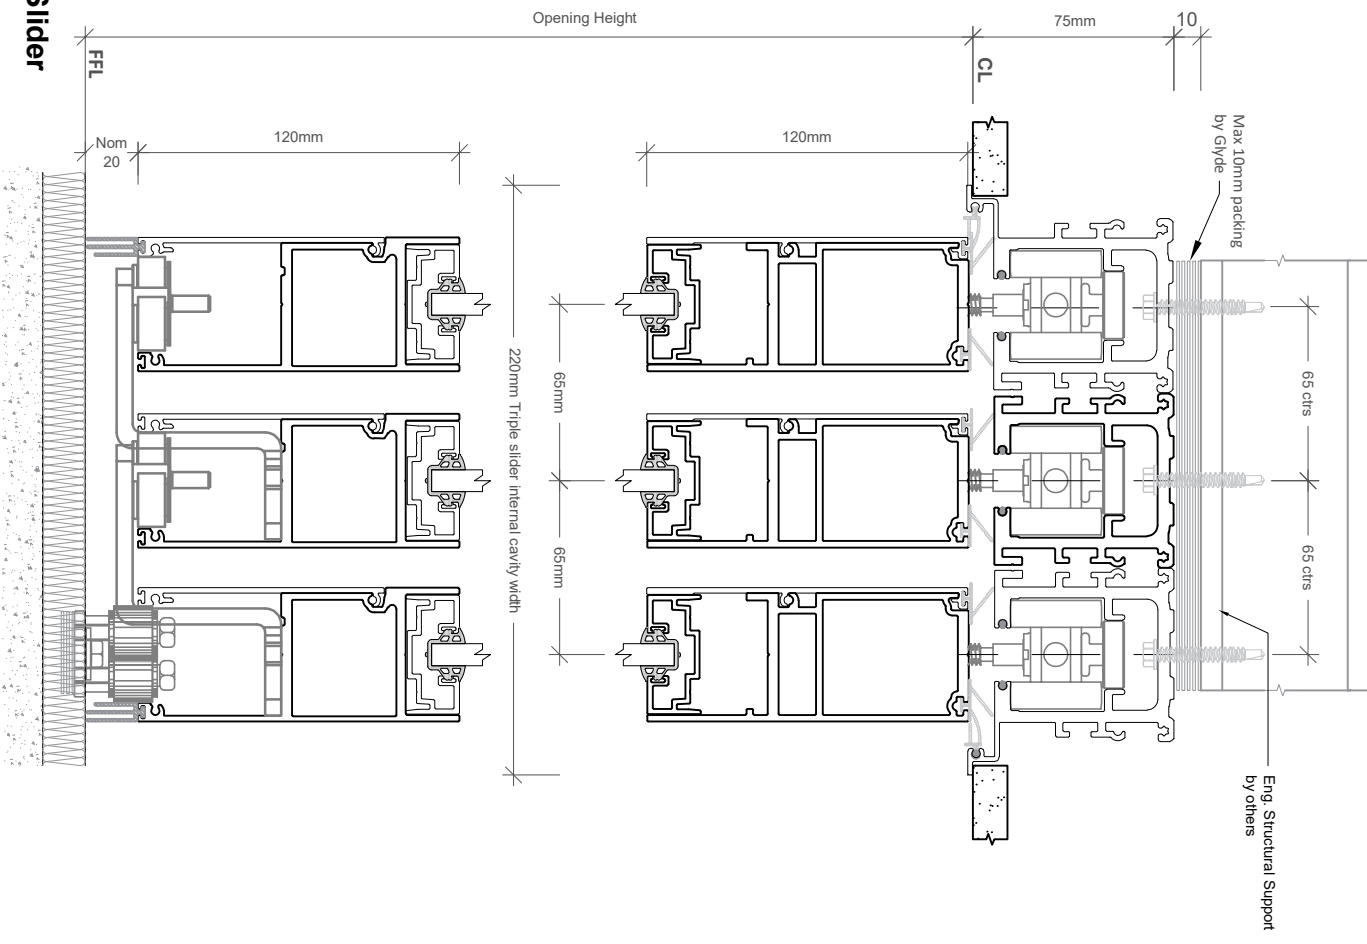 Opening Height
75mm
10
Slider
FFL
CL
Max 10mm packing
by Glyde
Nom
20
120mm
120mm
65 ctrs
65mm
220mm Triple slider internal cavity width
65mm
65 ctrs
Eng. Structural Support
by others